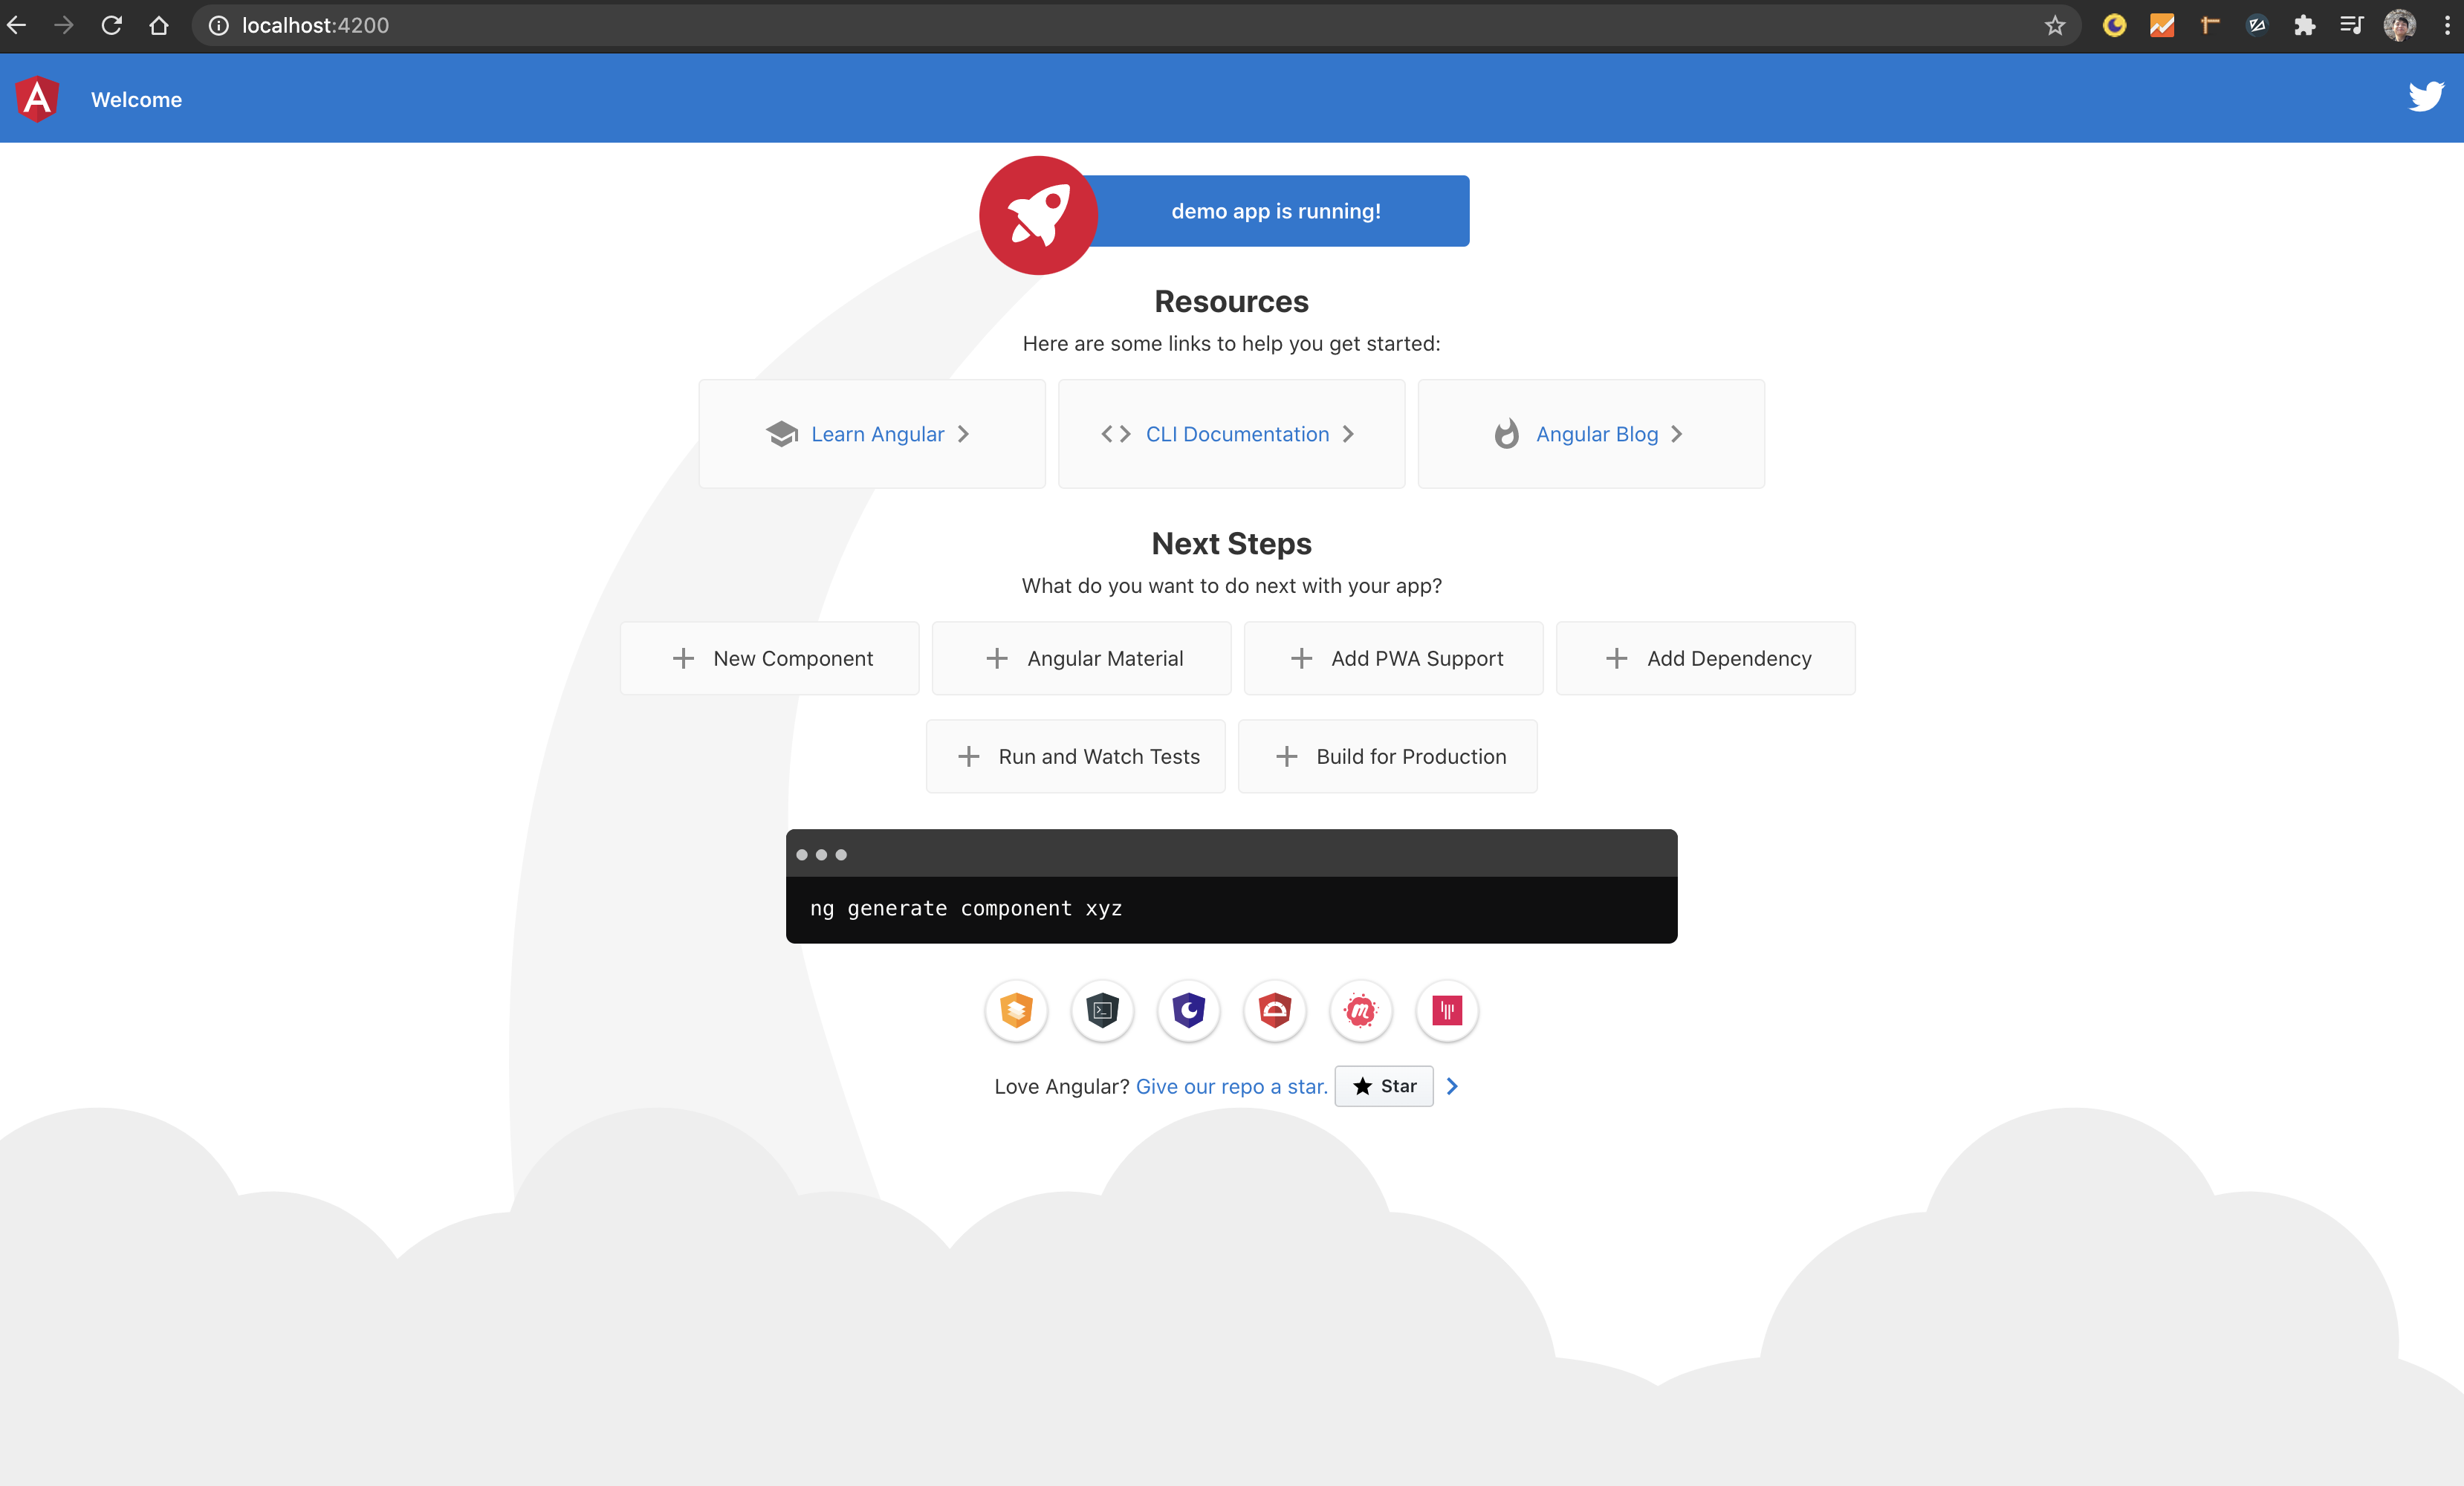 localhost:4200
Welcome
demo app is running!
Resources
Here are some links to help you get started:
Learn Angular
CLI Documentation
Angular Blog
Next Steps
What do you want to do next with your app?
New Component
Angular Material
Add PWA Support
Add Dependency
Run and Watch Tests
Build for Production
ng generate component xyz
Love Angular? Give our repo a star. Star